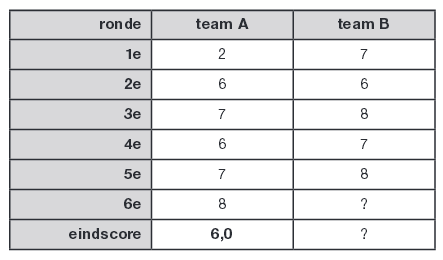 ronde team A team B
1e 2 7
2e 6 6
3e 7 8
4e 6 7
5e 7 8
6e 8 ?
eindscore 6,0 ?